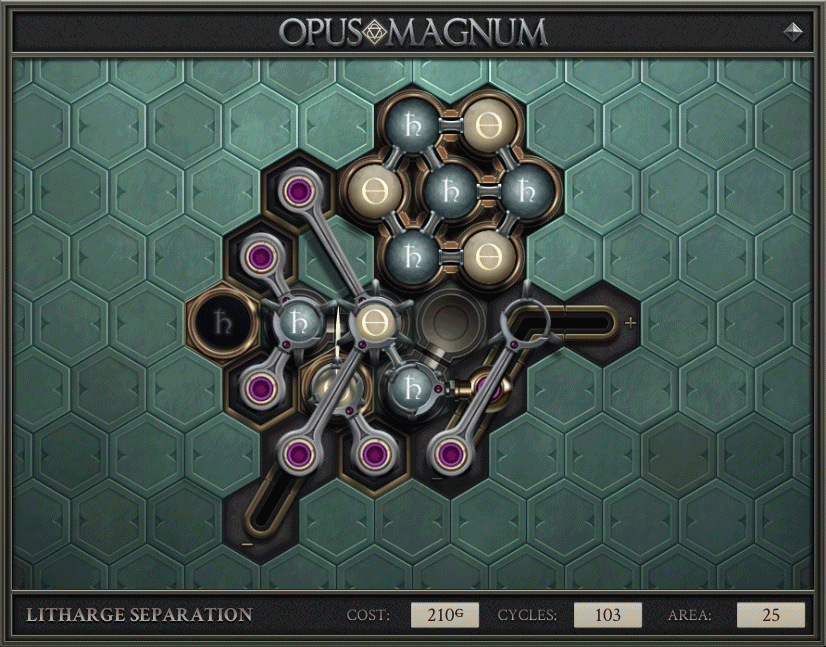 OPUS MAGNUM
+
−
−
LITHARGE SEPARATION COST: 210G CYCLES: 103 AREA: 25